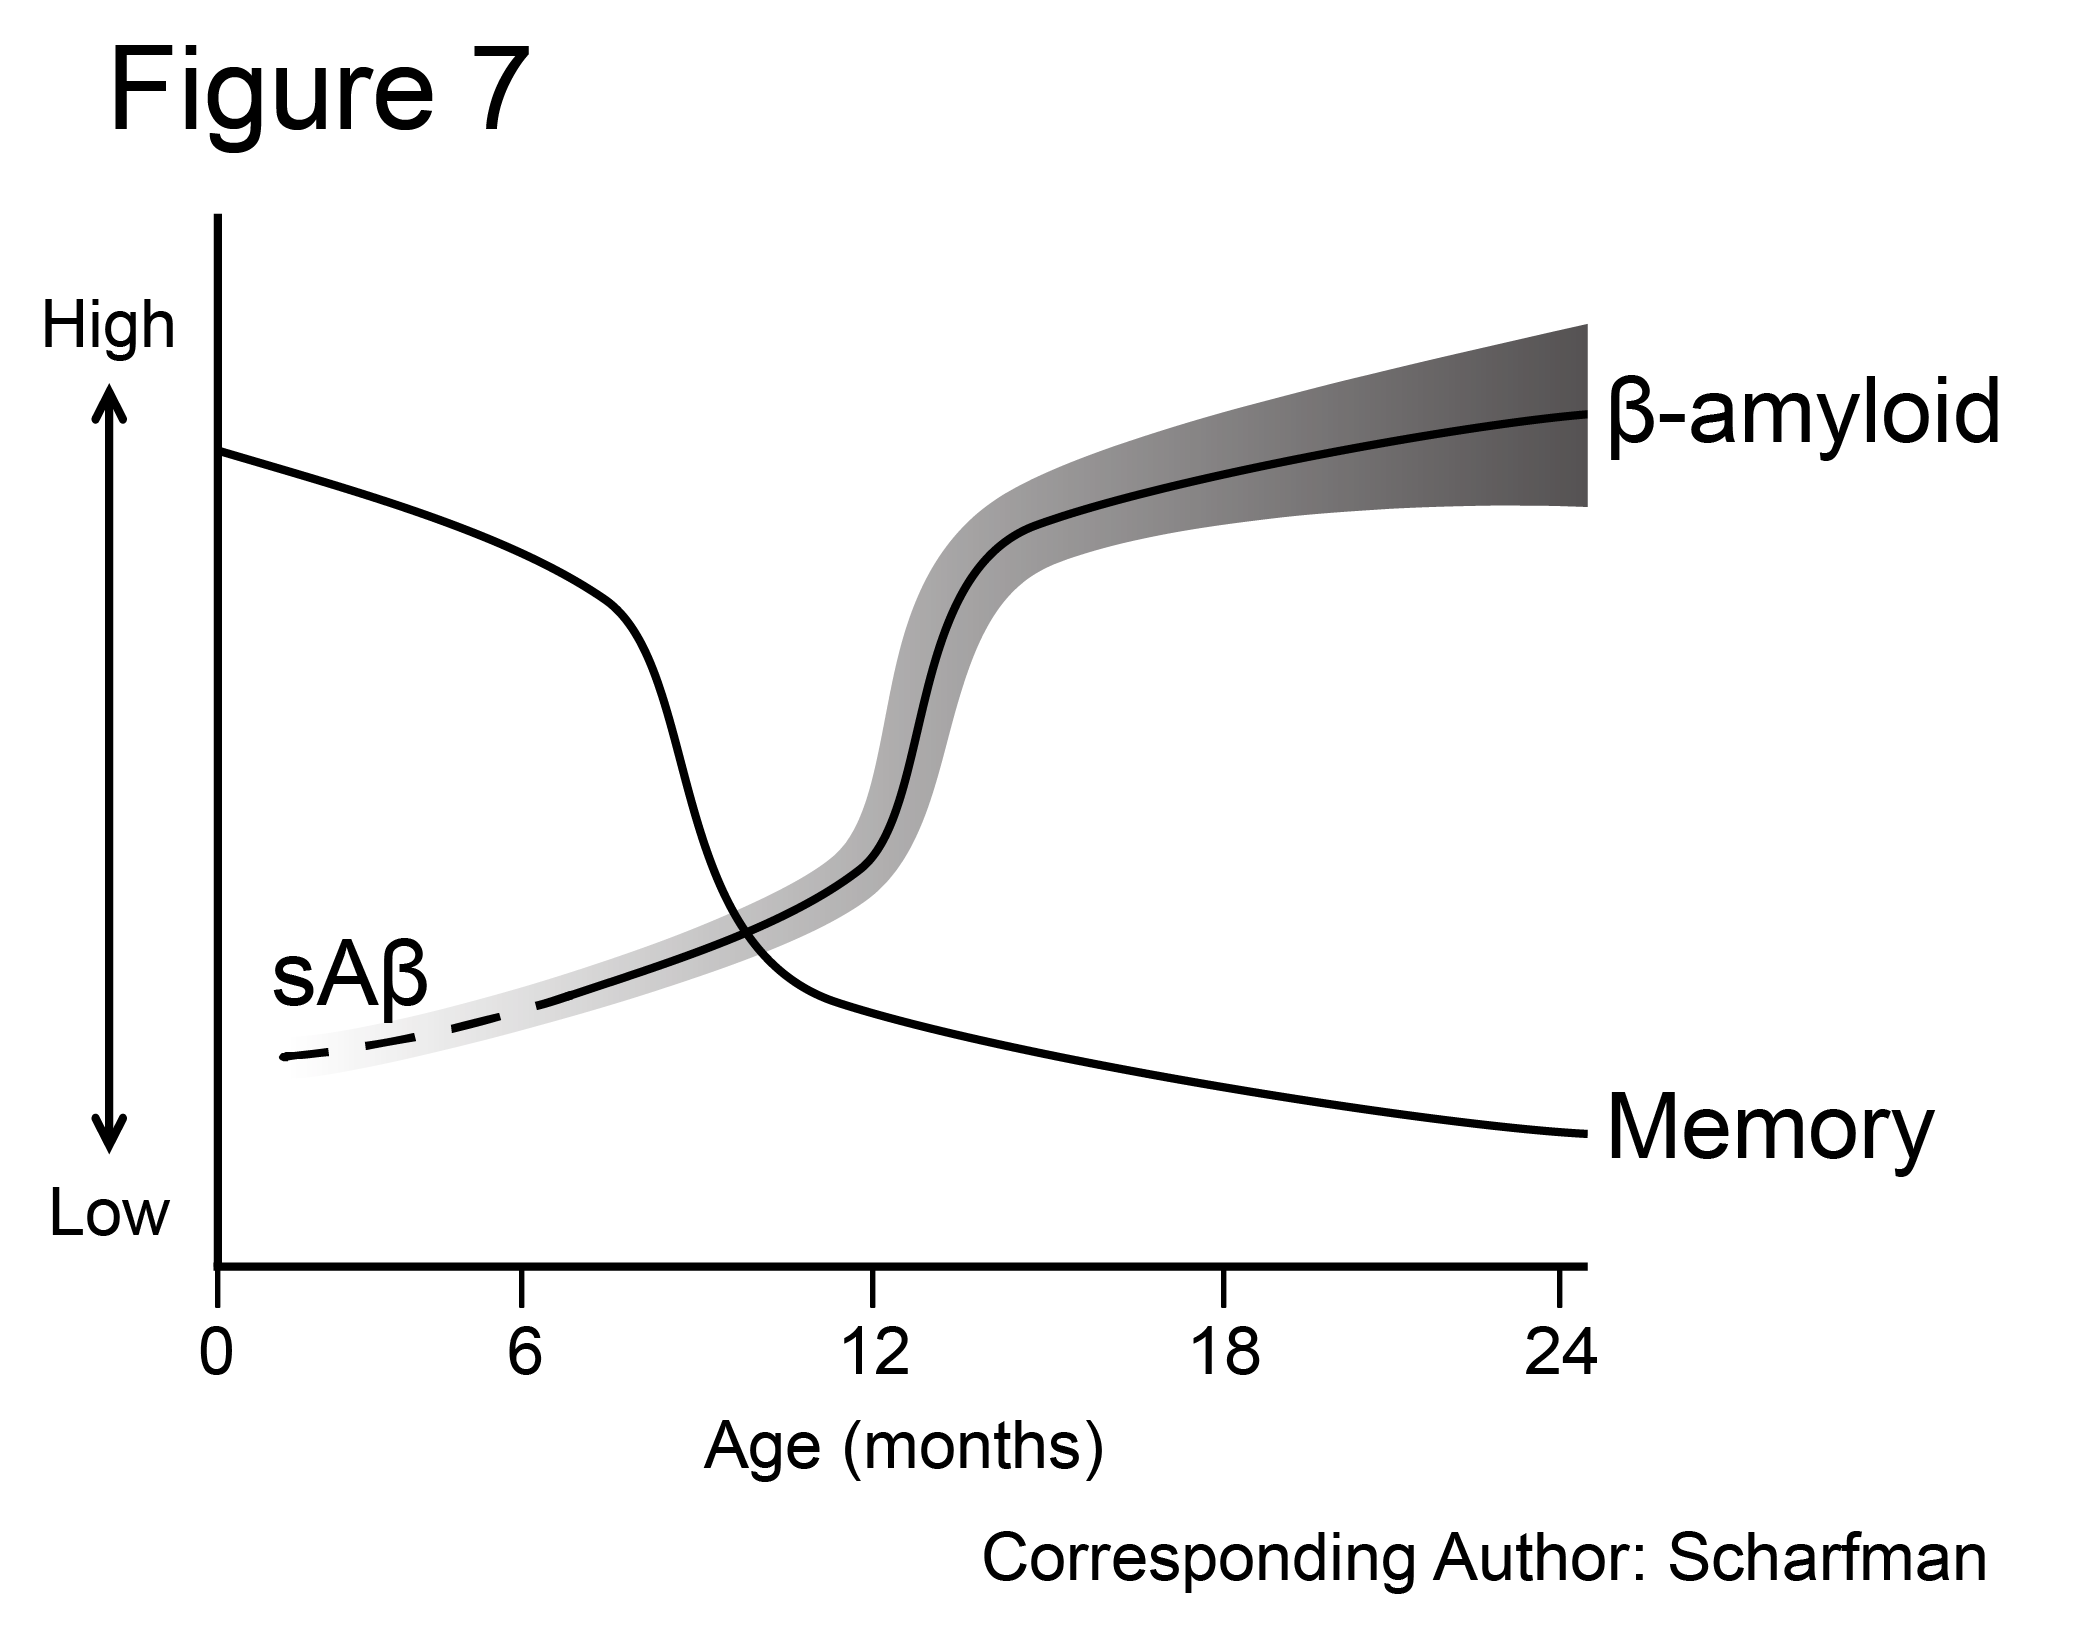 Figure 7
High
β-amyloid
sAβ
Memory
Low
0 6 12 18 24
Age (months)
Corresponding Author: Scharfman